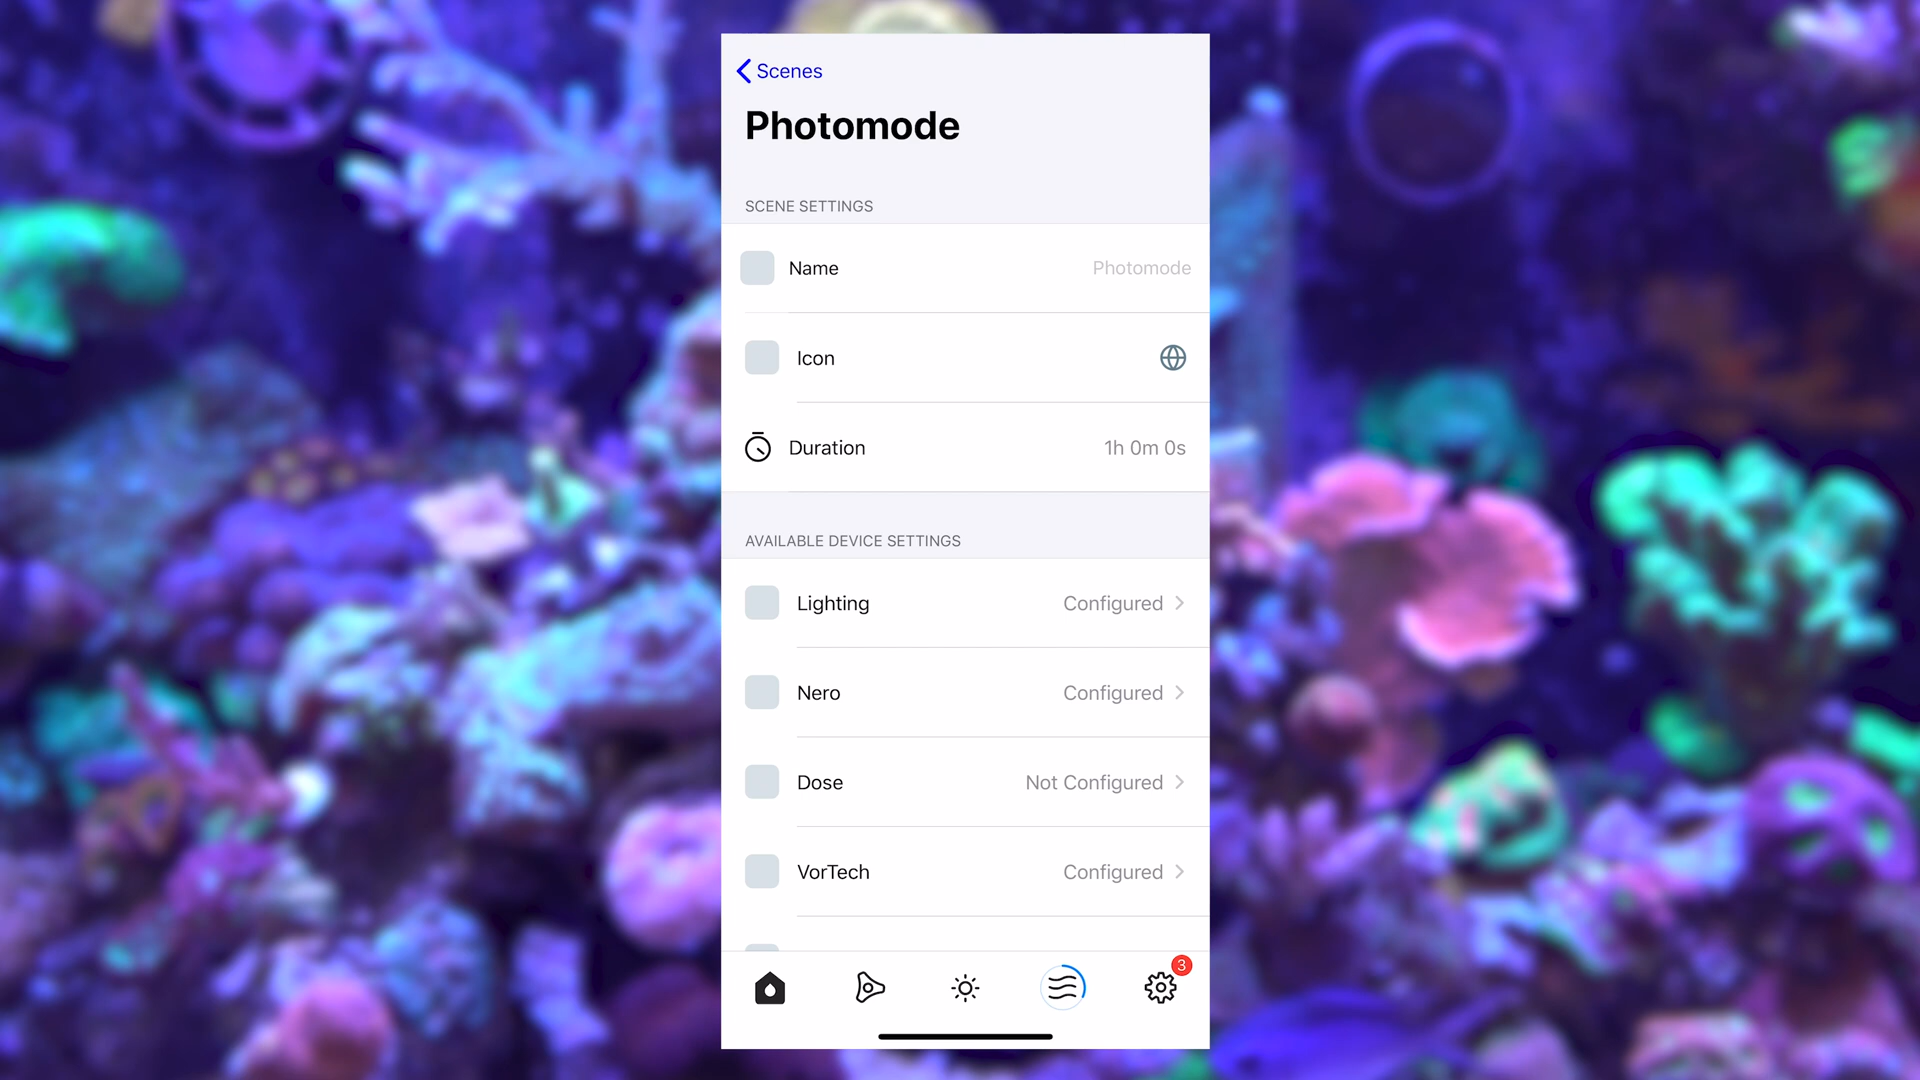 Scenes
Photomode
SCENE SETTINGS
Name Photomode
Icon
Duration 1h 0m 0s
AVAILABLE DEVICE SETTINGS
Lighting Configured
Nero Configured
Dose Not Configured
VorTech Configured
3